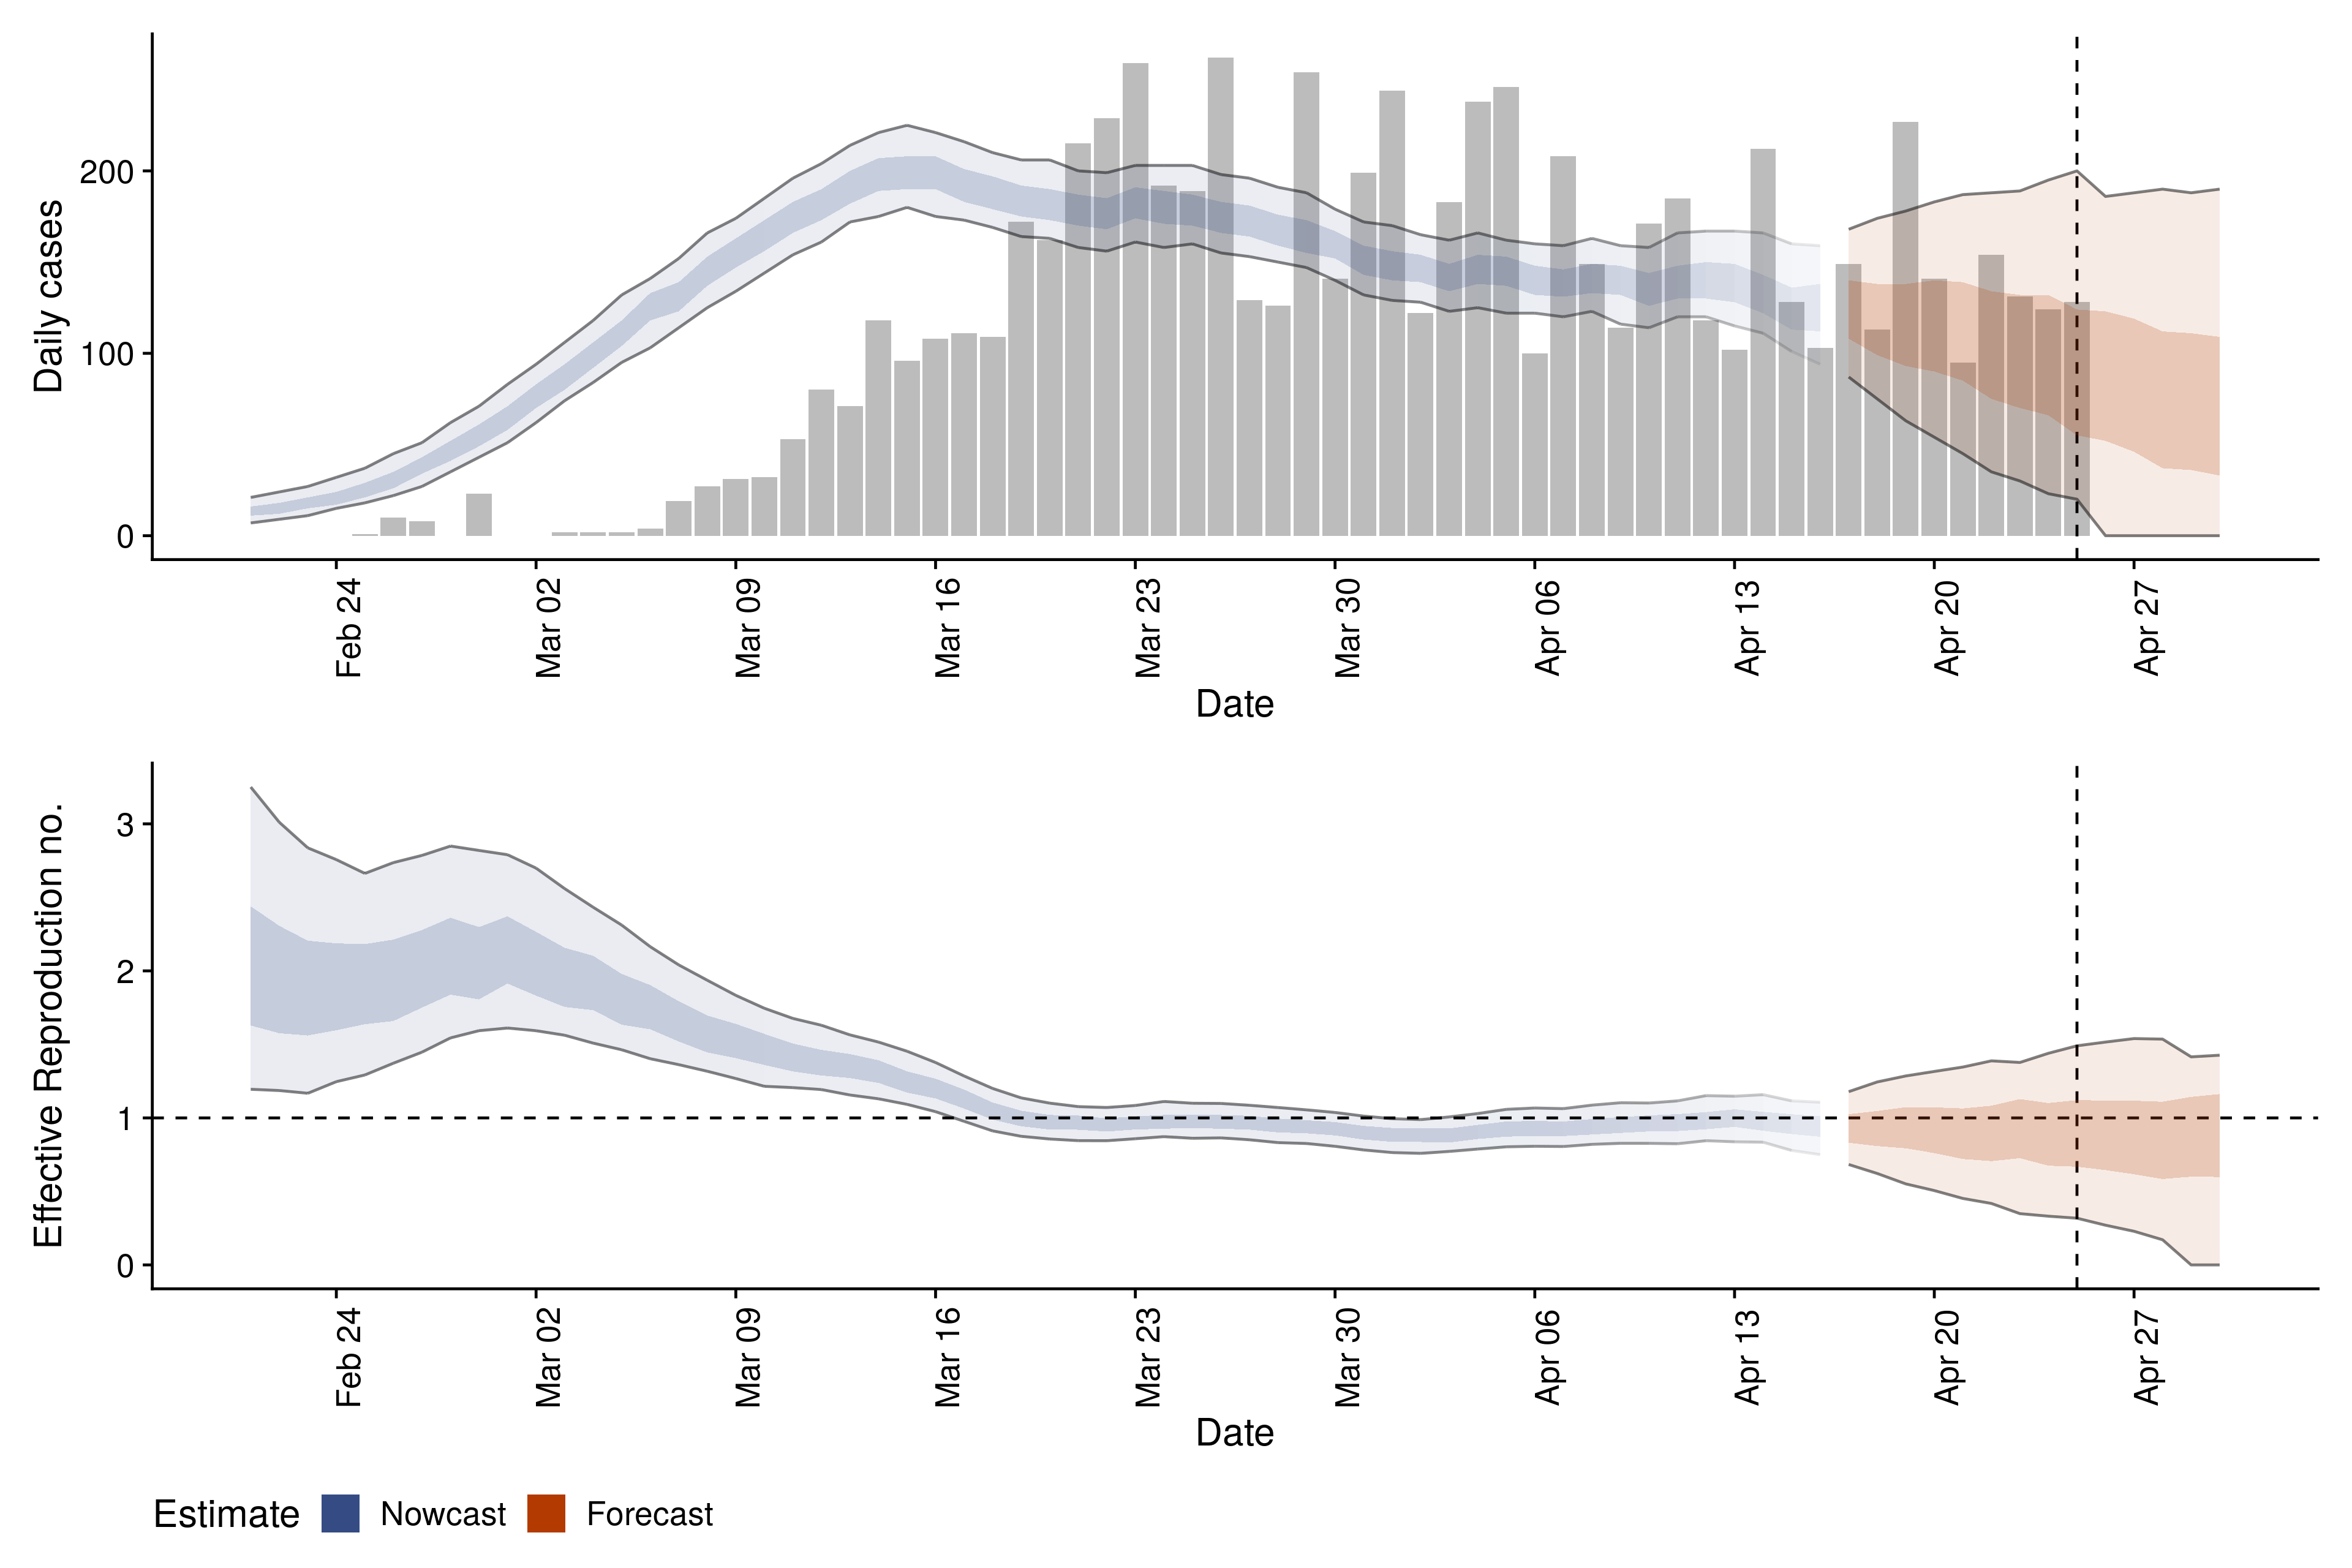 Daily cases
200
100
0
Feb 24
Mar 02
Mar 09
Mar 16
Mar 23
Mar 30
Apr 06
Apr 13
Apr 20
Apr 27
Date
Effective Reproduction no.
3
2
1
0
Feb 24
Mar 02
Mar 09
Mar 16
Mar 23
Mar 30
Apr 06
Apr 13
Apr 20
Apr 27
Date
Estimate Nowcast Forecast